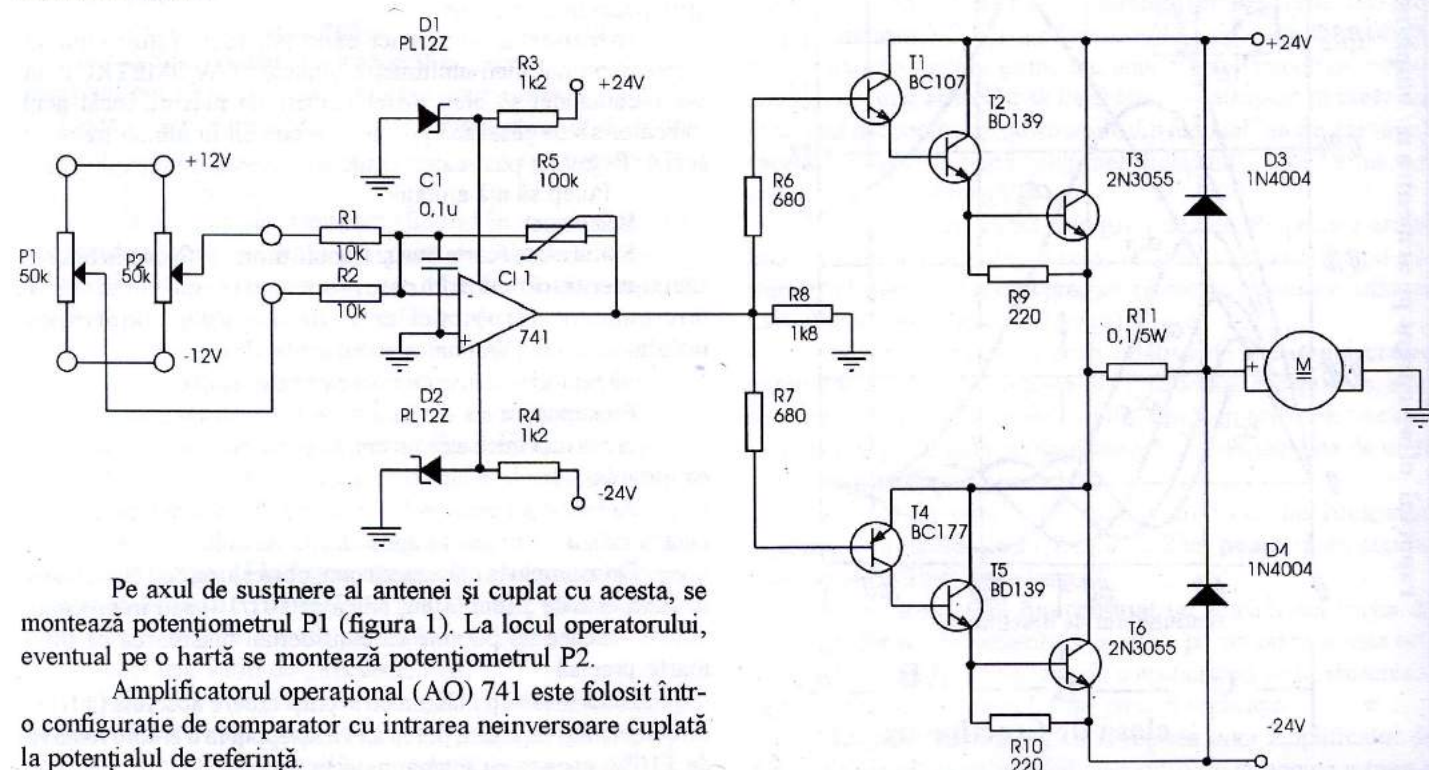 D1
PL12Z
R3
1k2
+24V
+12V
-12V
P1
50k
P2
50k
R1
10k
R2
10k
C1
0,1u
R5
100k
CI 1
-
+
741
D2
PL12Z
R4
1k2
-24V
R6
680
R7
680
R8
1k8
T1
BC107
T2
BD139
T3
2N3055
D3
1N4004
+24V
R9
220
R11
0,1/5W
+
M
-
T4
BC177
T5
BD139
T6
2N3055
D4
1N4004
R10
220
-24V
Pe axul de susținere al antenei și cuplat cu acesta, se
montează potențiometrul P1 (figura 1). La locul operatorului,
eventual pe o hartă se montează potențiometrul P2.
Amplificatorul operațional (AO) 741 este folosit într-
o configurație de comparator cu intrarea neinversoare cuplată
la potențialul de referință.